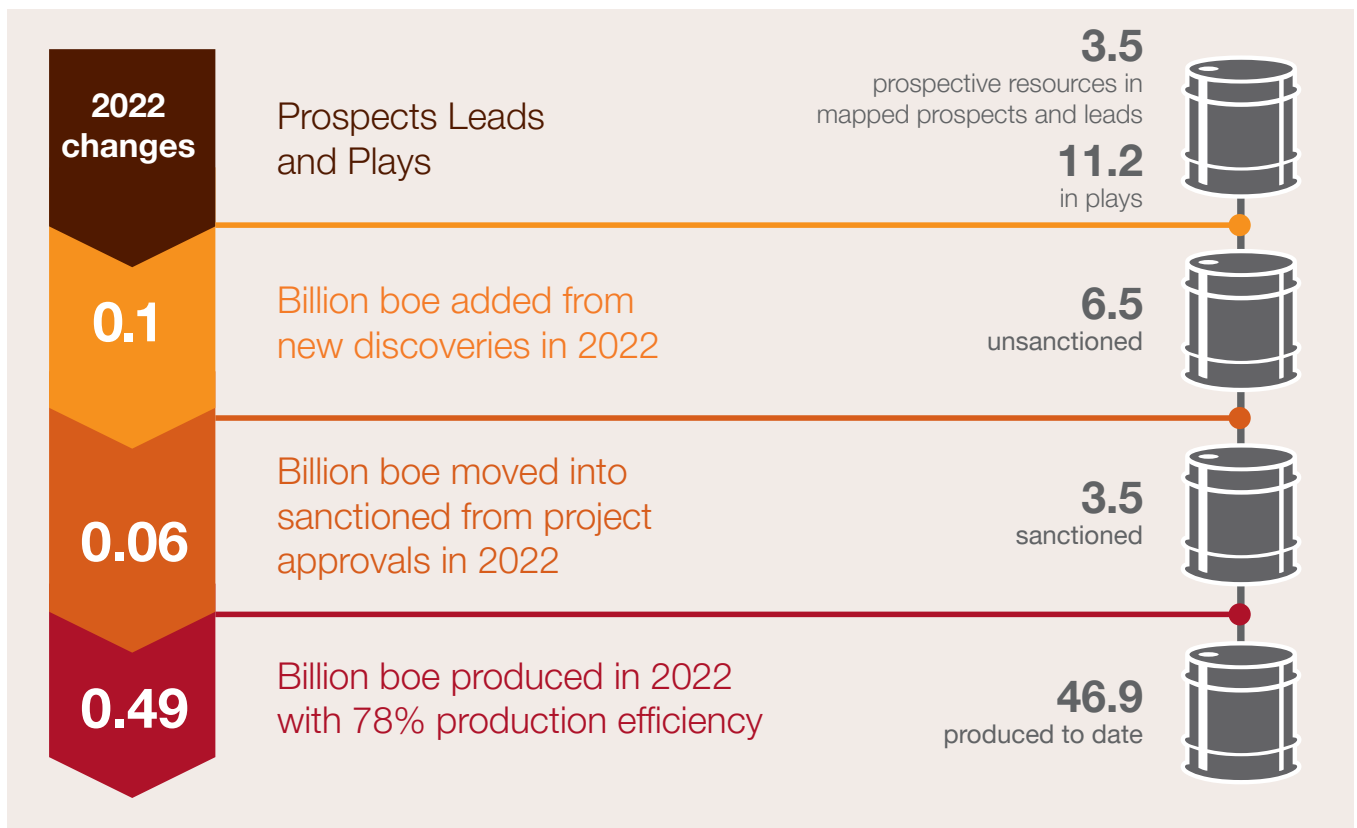 2022
changes
Prospects Leads
and Plays
3.5
prospective resources in
mapped prospects and leads
11.2
in plays
0.1
Billion boe added from
new discoveries in 2022
6.5
unsanctioned
0.06
Billion boe moved into
sanctioned from project
approvals in 2022
3.5
sanctioned
0.49
Billion boe produced in 2022
with 78% production efficiency
46.9
produced to date